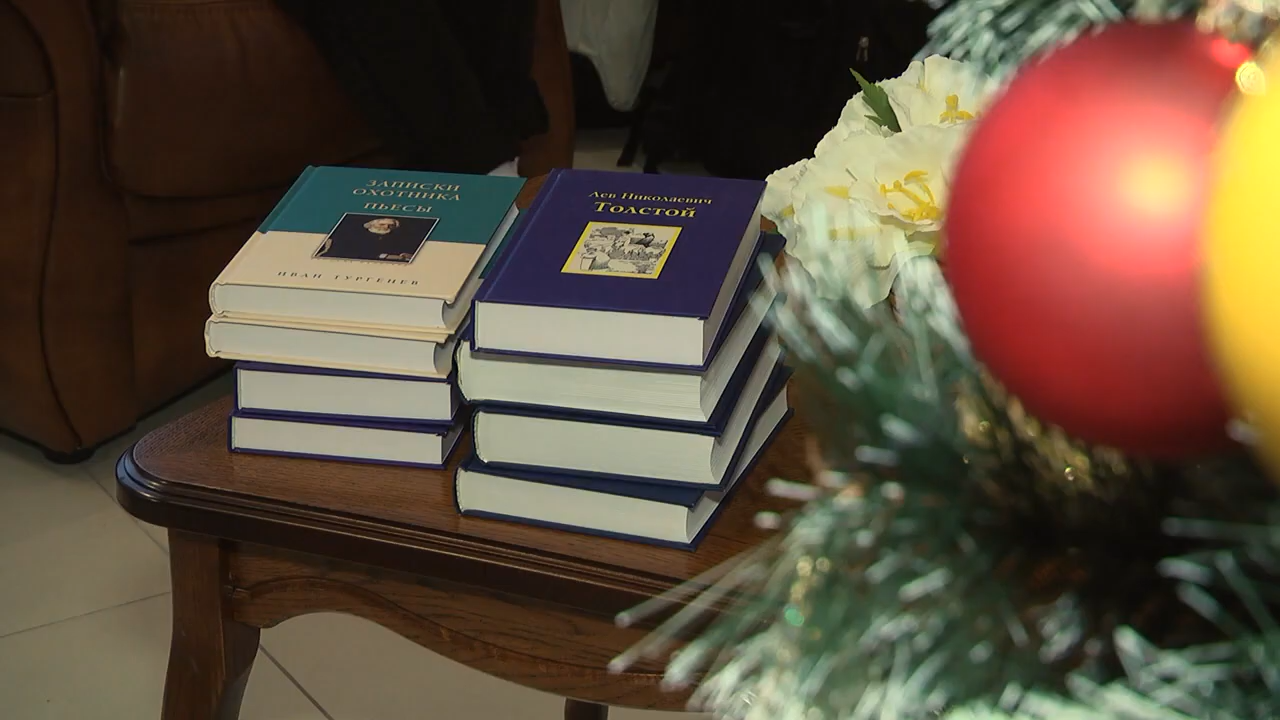 ЗАПИСКИ
ОХОТНИКА
ПЬЕСЫ
ИВАН ТУРГЕНЕВ
Лев Николаевич
Толстой